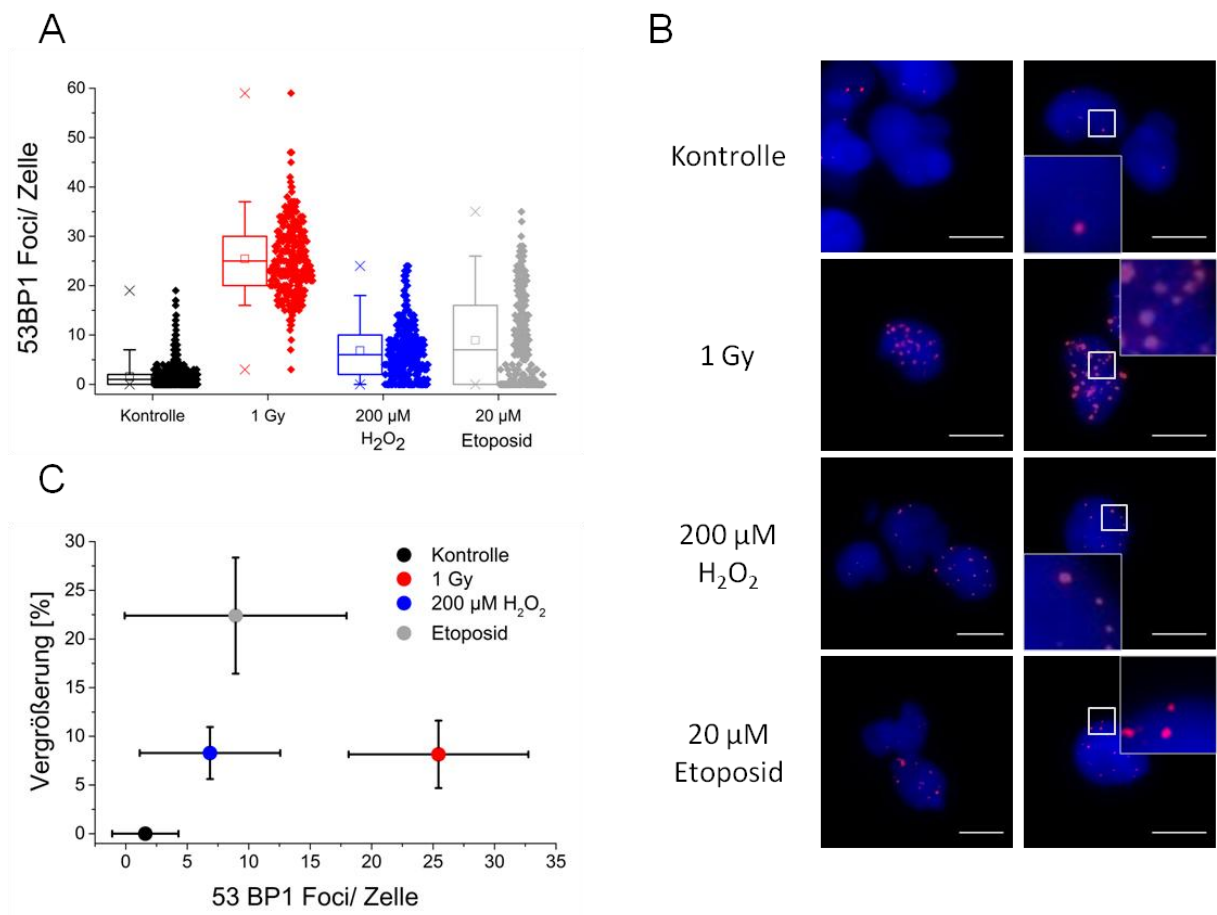 A
53BP1 Foci/ Zelle
60
50
40
30
20
10
0
Kontrolle
1 Gy
200 µM
H₂O₂
20 µM
Etoposid
B
Kontrolle
1 Gy
200 µM
H₂O₂
20 µM
Etoposid
C
Vergrößerung [%]
30
25
20
15
10
5
0
Kontrolle
1 Gy
200 µM H₂O₂
Etoposid
0 5 10 15 20 25 30 35
53 BP1 Foci/ Zelle